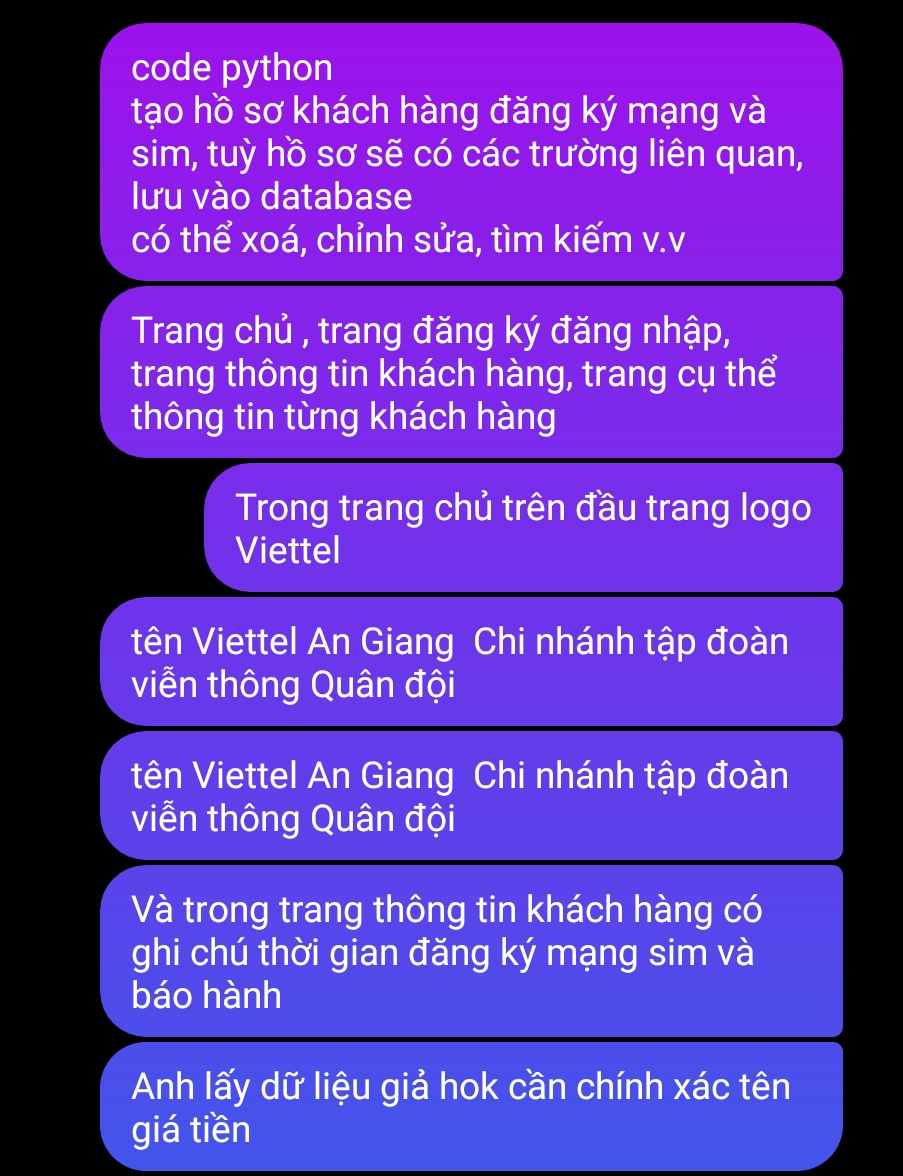 code python
tạo hồ sơ khách hàng đăng ký mạng và
sim, tuỳ hồ sơ sẽ có các trường liên quan,
lưu vào database
có thể xoá, chỉnh sửa, tìm kiếm v.v
Trang chủ , trang đăng ký đăng nhập,
trang thông tin khách hàng, trang cụ thể
thông tin từng khách hàng
Trong trang chủ trên đầu trang logo
Viettel
tên Viettel An Giang  Chi nhánh tập đoàn
viễn thông Quân đội
tên Viettel An Giang  Chi nhánh tập đoàn
viễn thông Quân đội
Và trong trang thông tin khách hàng có
ghi chú thời gian đăng ký mạng sim và
báo hành
Anh lấy dữ liệu giả hok cần chính xác tên
giá tiền